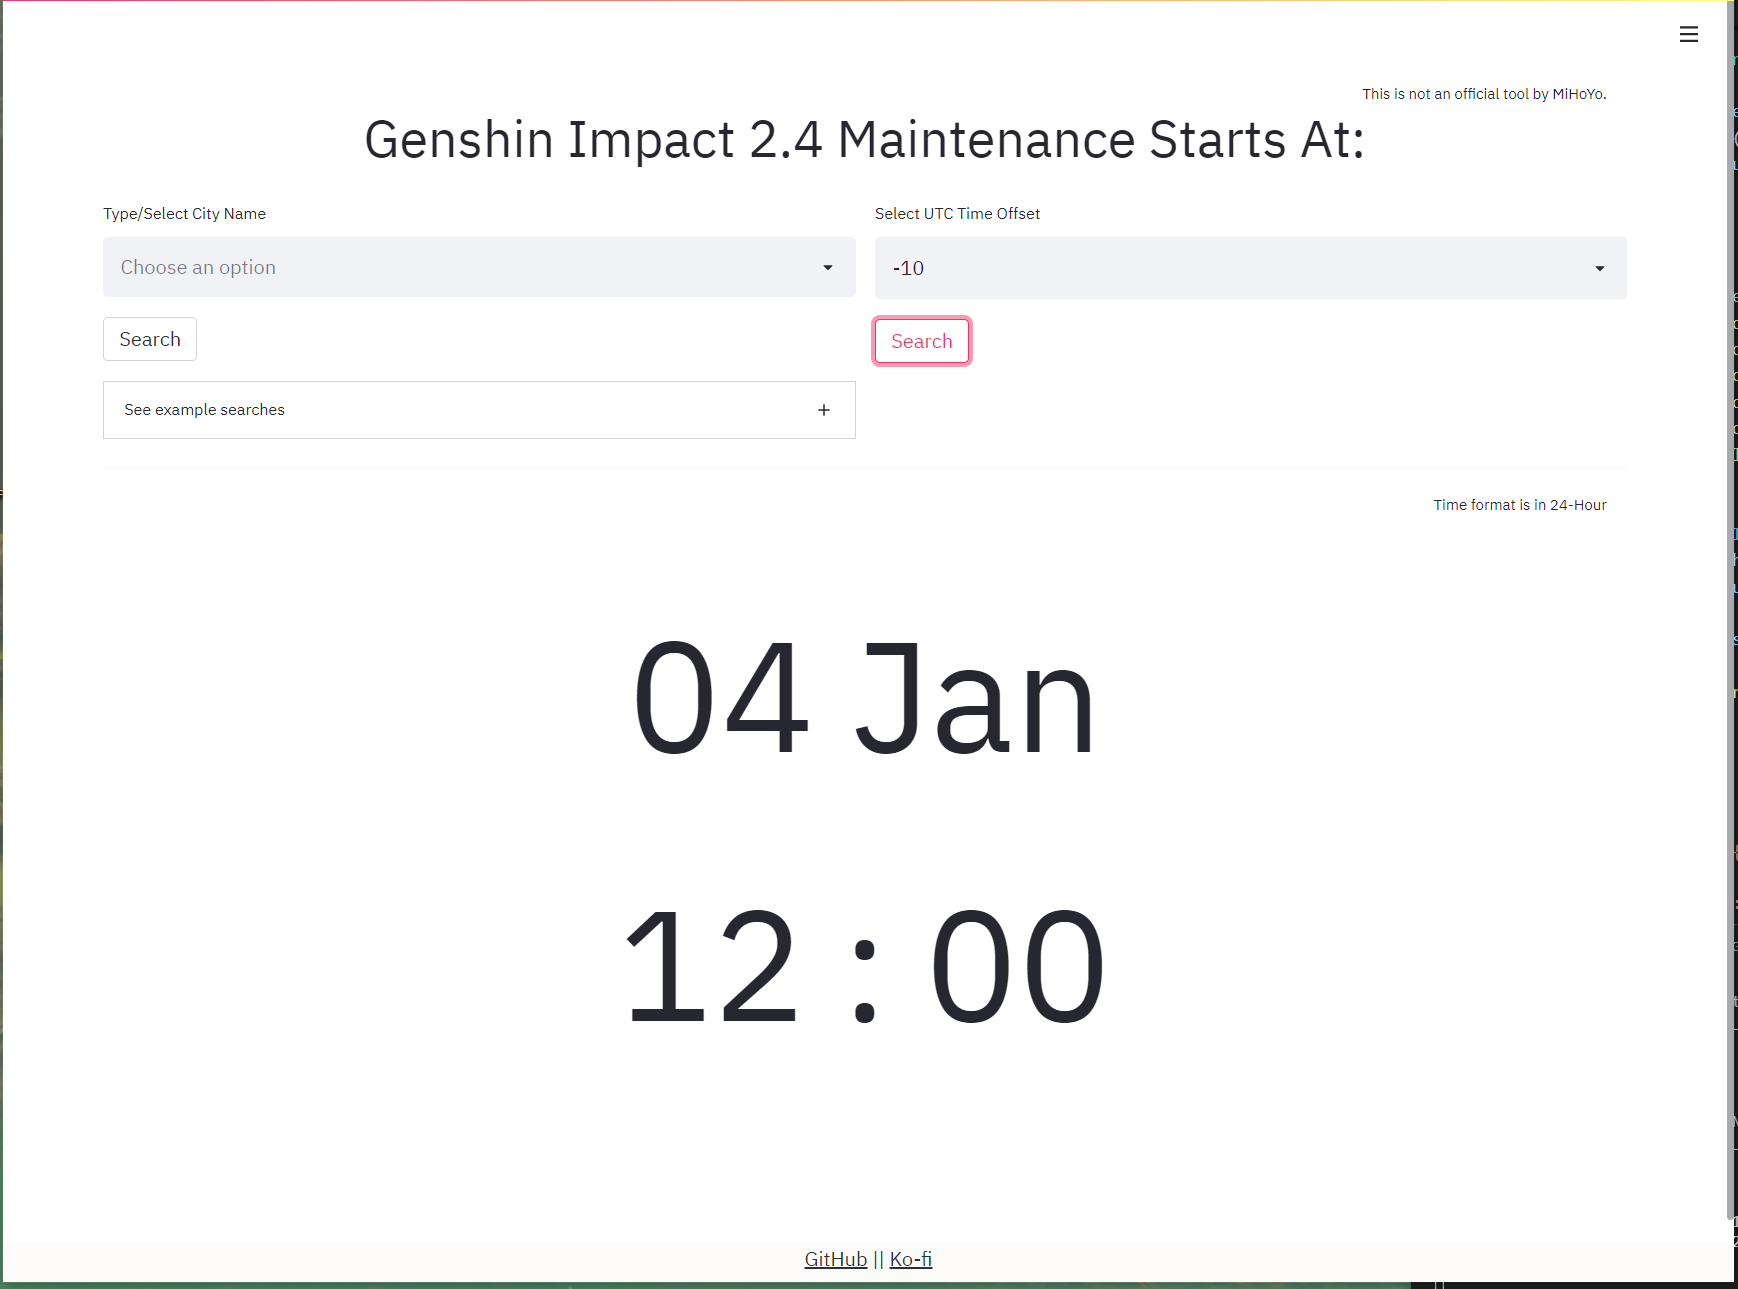 This is not an official tool by MiHoYo.
Genshin Impact 2.4 Maintenance Starts At:
Type/Select City Name
Select UTC Time Offset
Choose an option
-10
Search
Search
See example searches
Time format is in 24-Hour
04 Jan
12 : 00
GitHub || Ko-fi